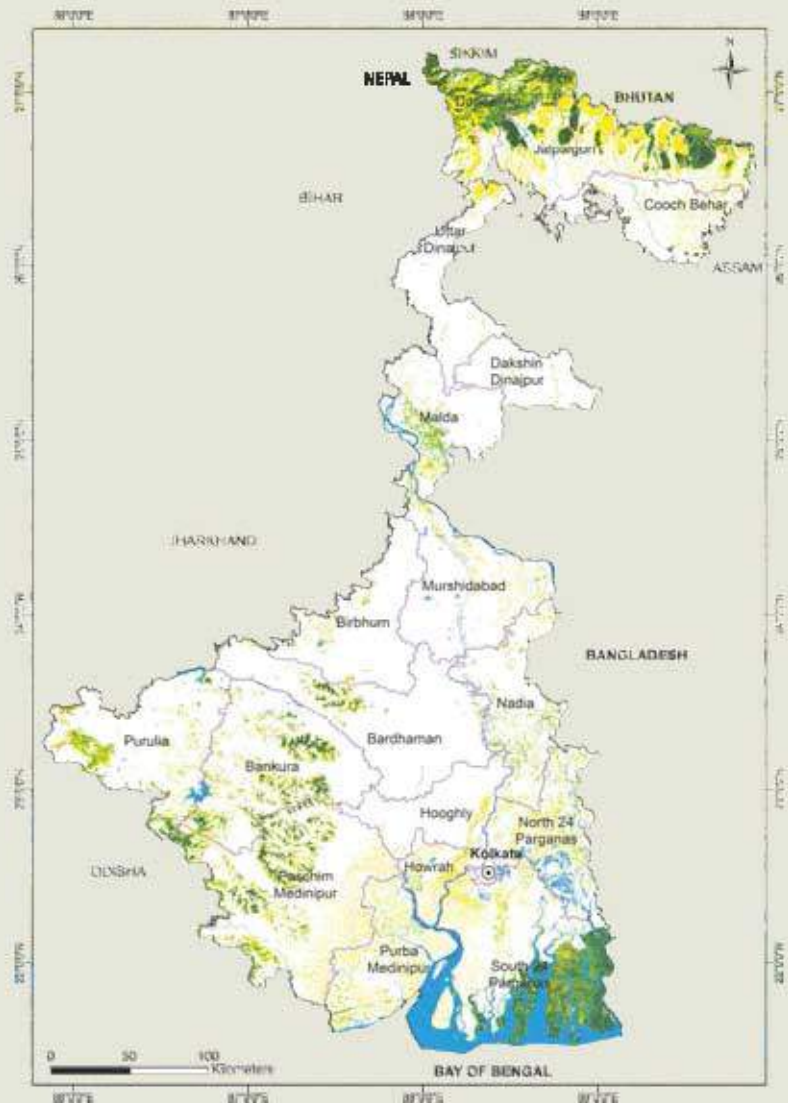 SIKKIM
N
NEPAL
BHUTAN
Jalpaiguri
BIHAR
Cooch Behar
Uttar
Dinajpur
ASSAM
Dakshin
Dinajpur
Malda
JHARKHAND
Murshidabad
Birbhum
BANGLADESH
Nadia
Purulia
Bardhaman
Bankura
Hooghly
North 24
Parganas
Kolkata
Howrah
ODISHA
Paschim
Medinipur
Purba
Medinipur
South 24
Parganas
0 50 100
Kilometers
BAY OF BENGAL